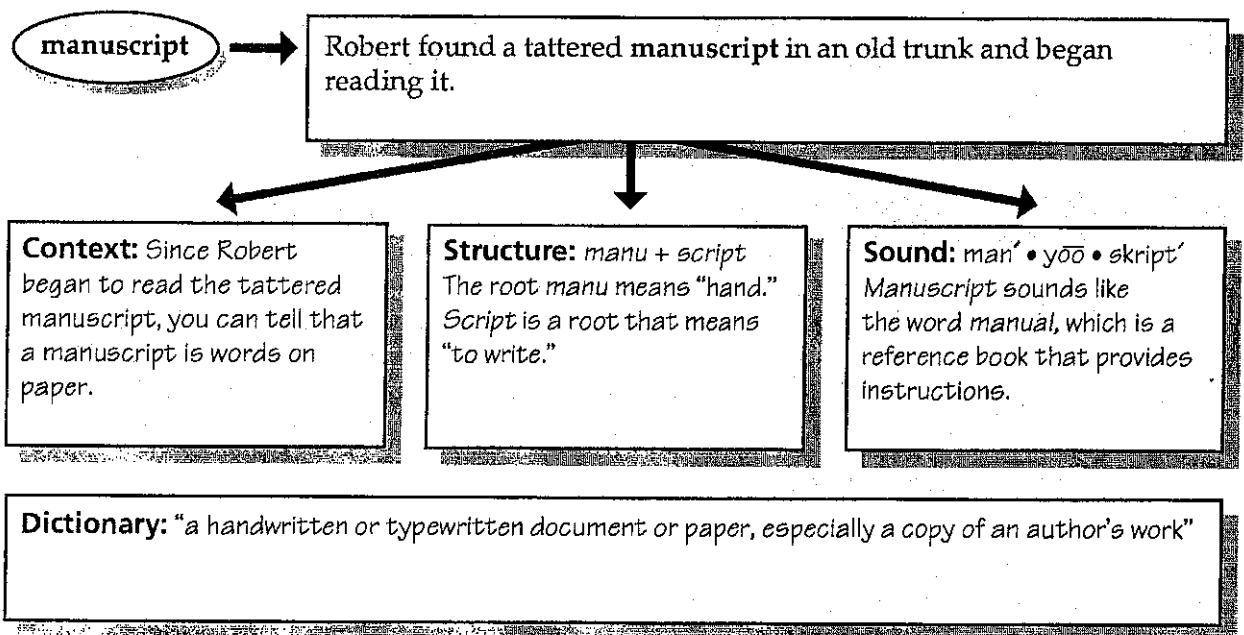 manuscript
Robert found a tattered manuscript in an old trunk and began
reading it.
Context: Since Robert
began to read the tattered
manuscript, you can tell that
a manuscript is words on
paper.
Structure: manu + script
The root manu means “hand.”
Script is a root that means
“to write.”
Sound: man′ • yo͞o • skript′
Manuscript sounds like
the word manual, which is a
reference book that provides
instructions.
Dictionary: “a handwritten or typewritten document or paper, especially a copy of an author’s work”